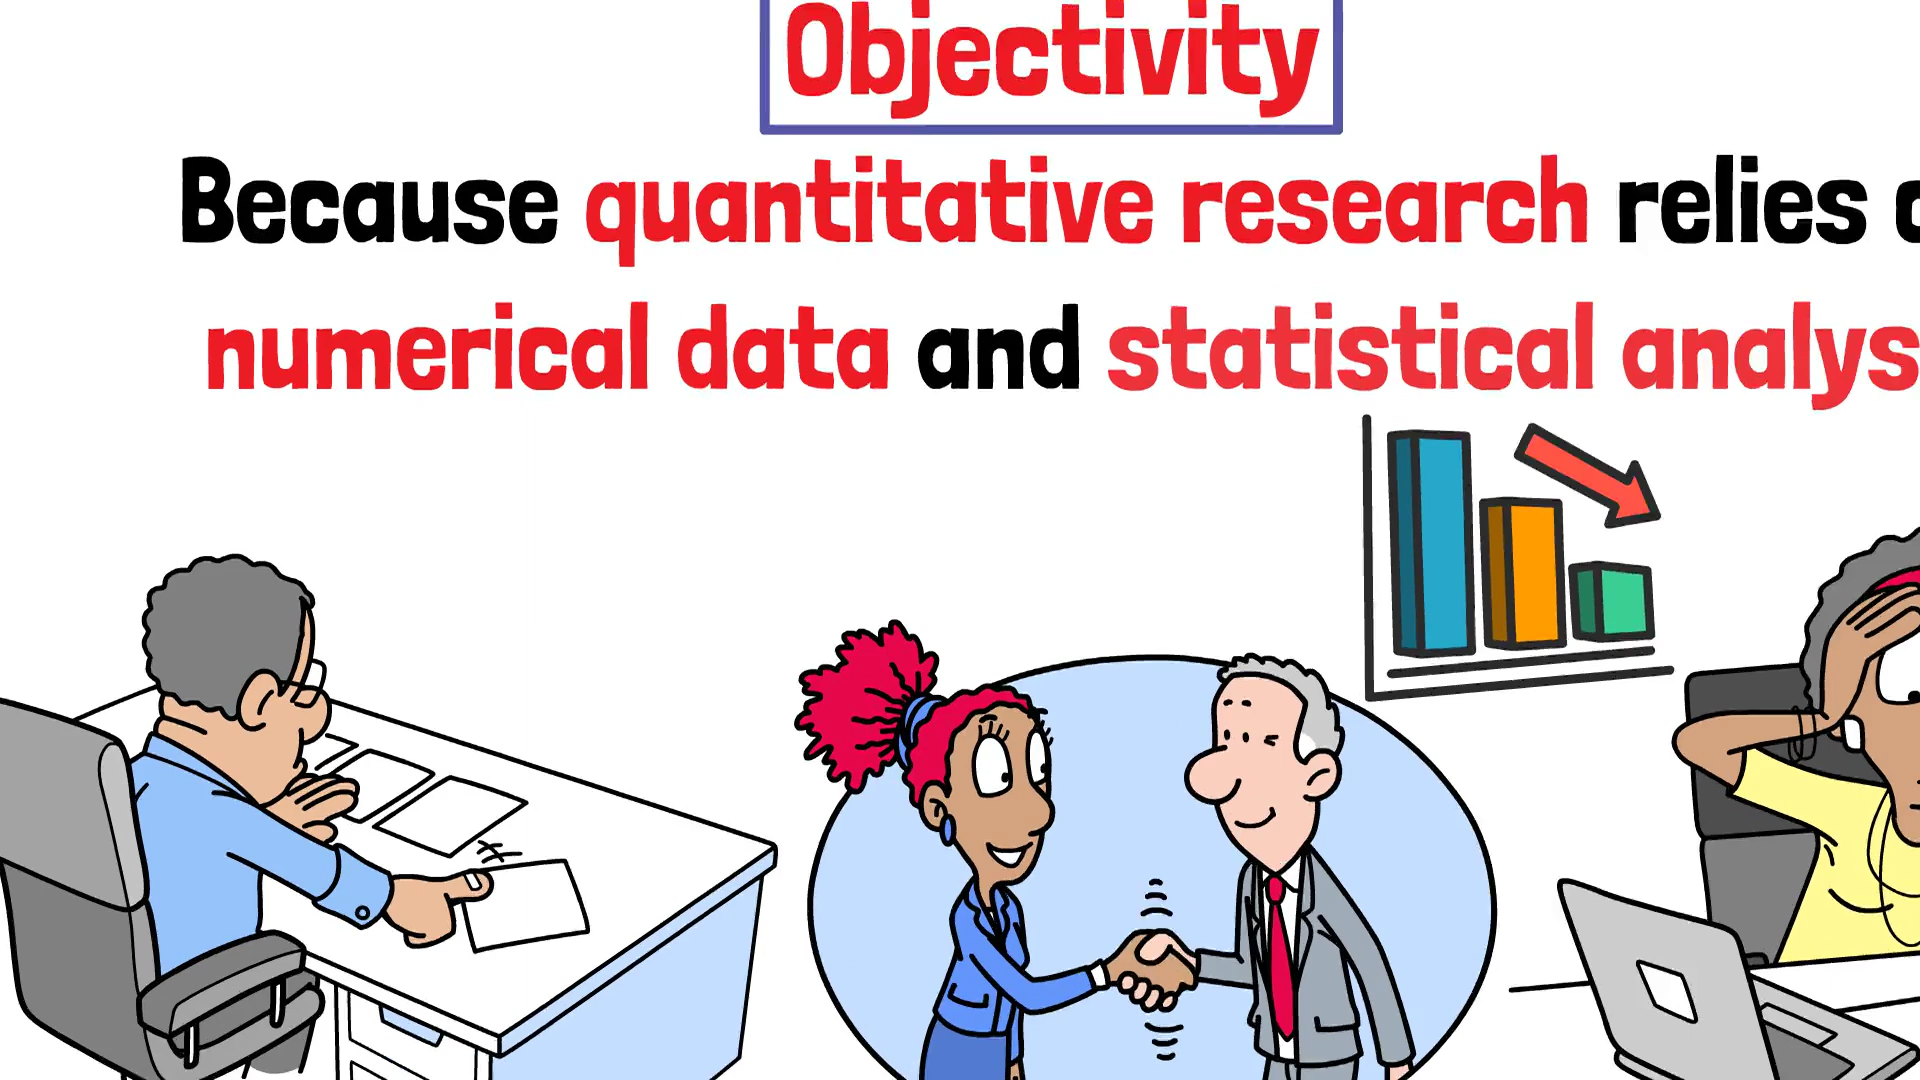 Objectivity
Because quantitative research relies
numerical data and statistical